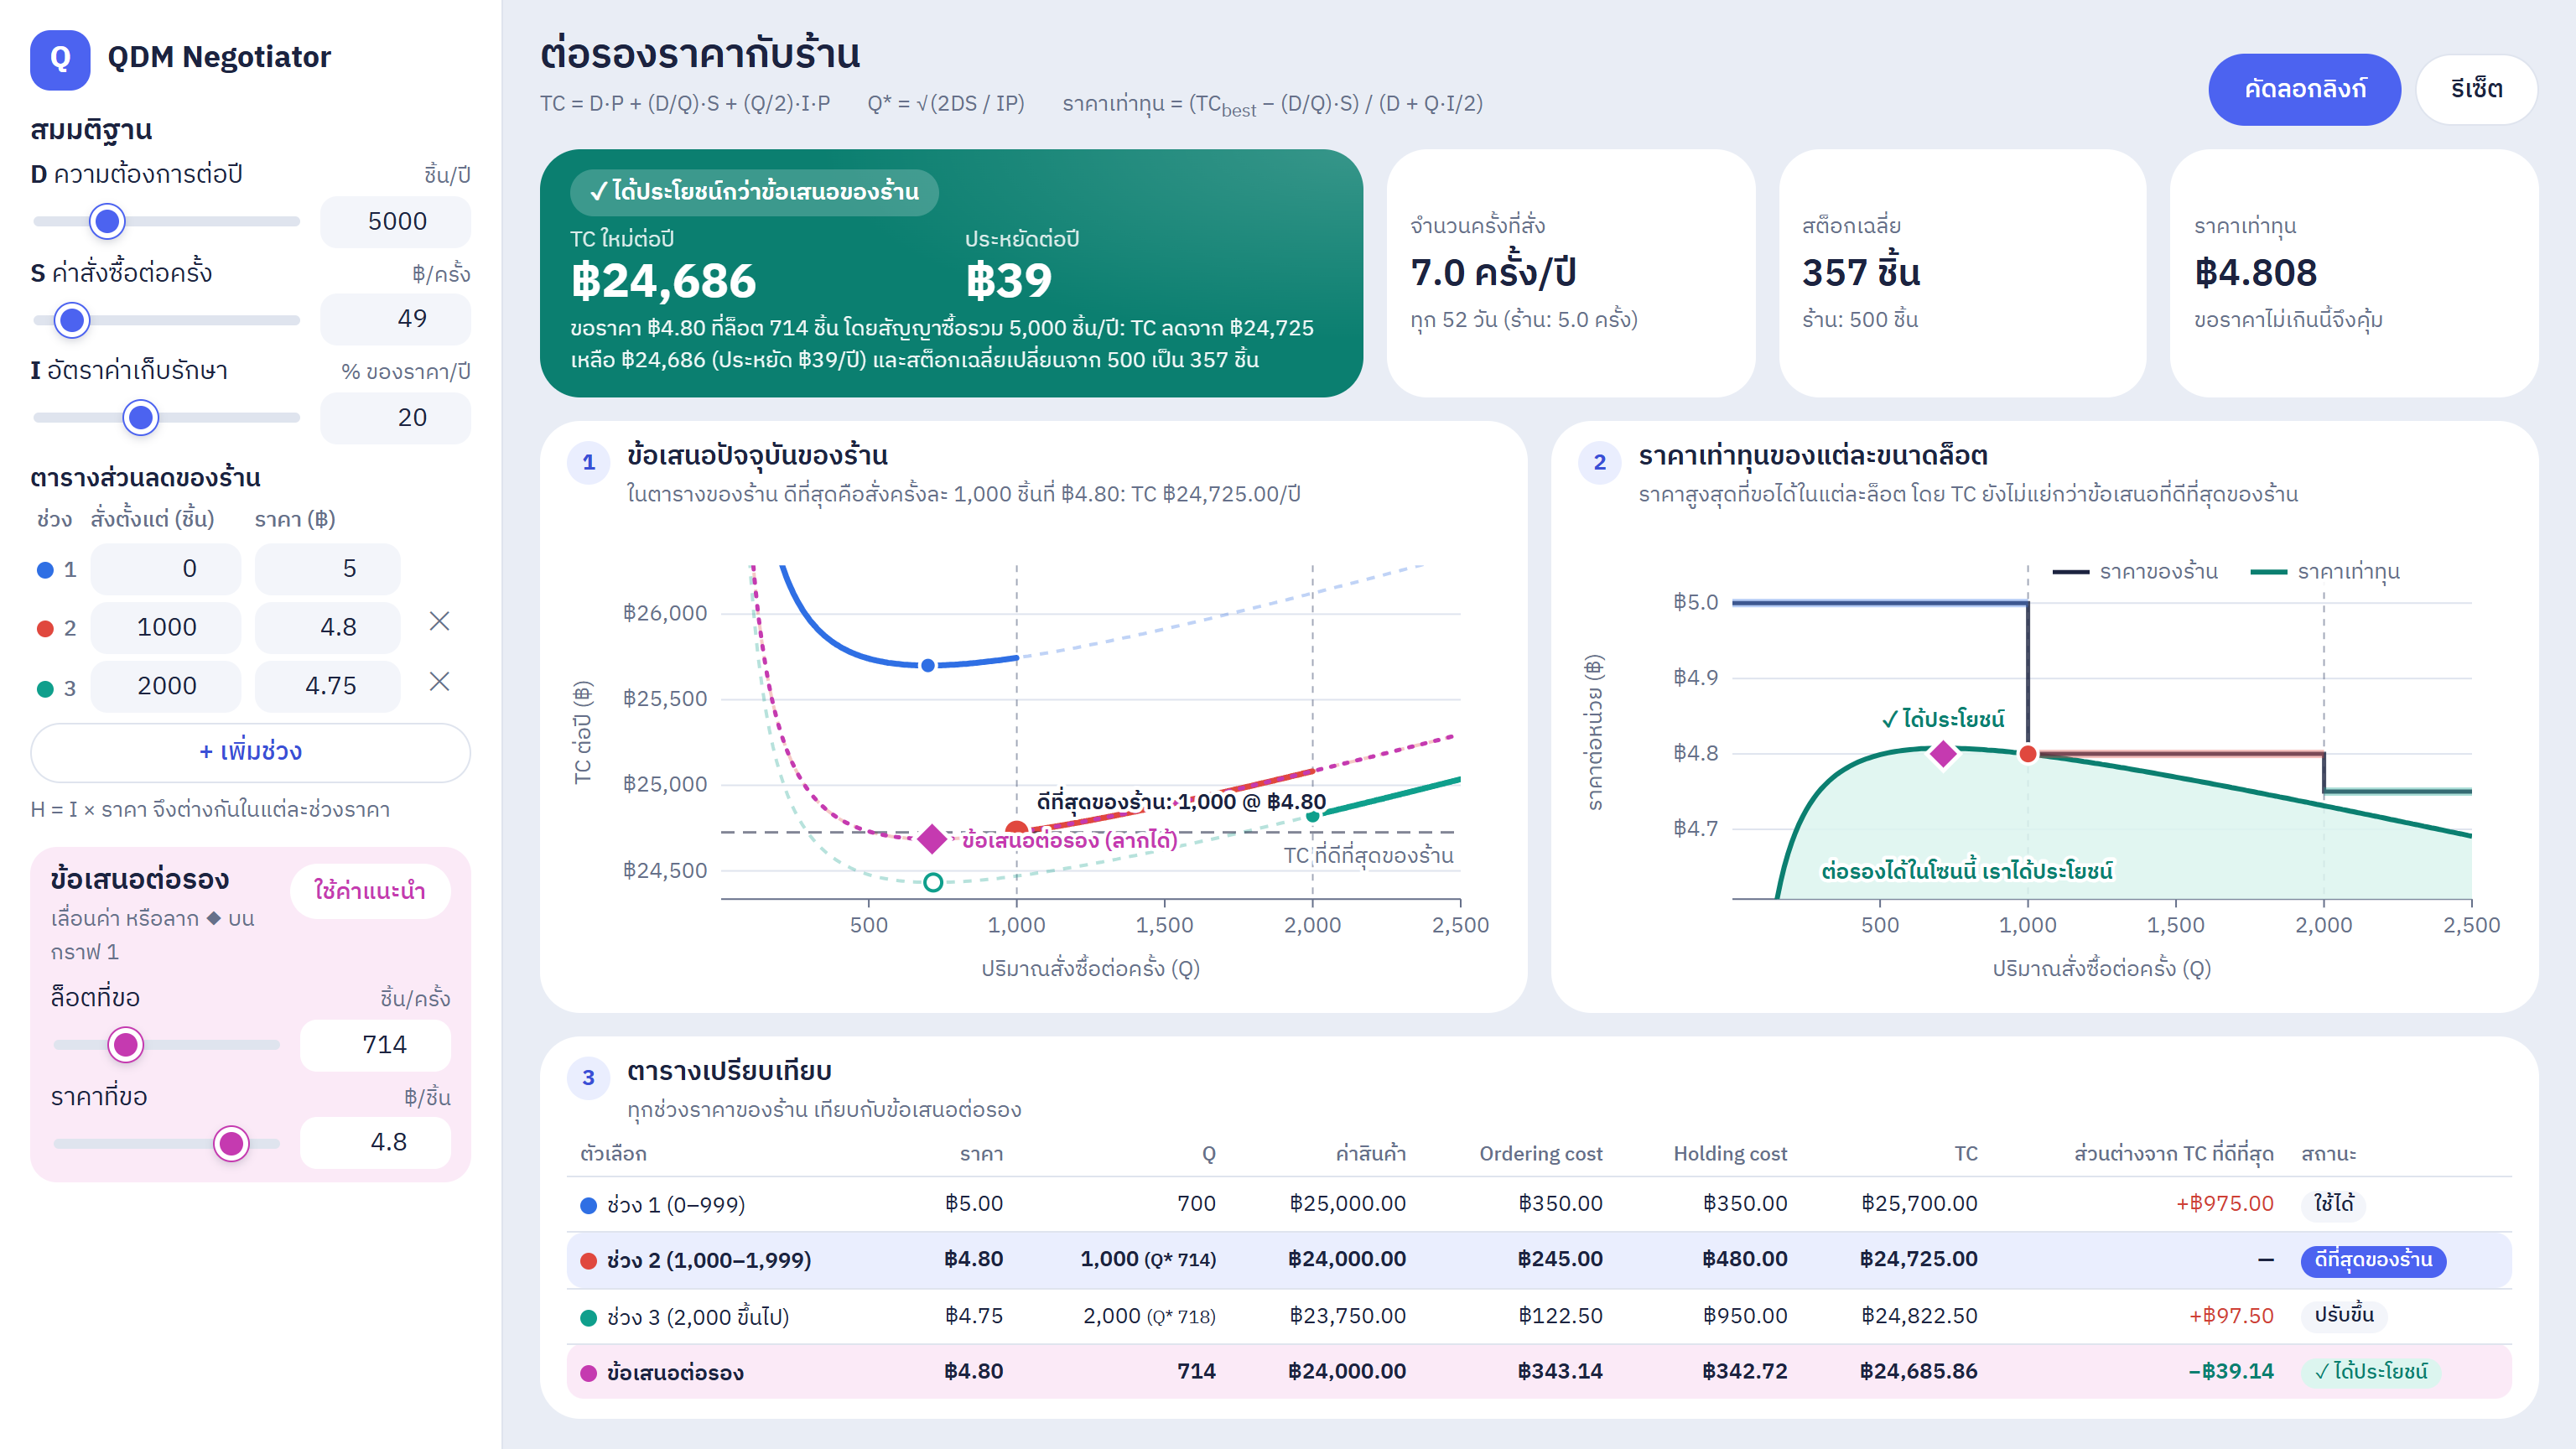 Q QDM Negotiator
สมมติฐาน
D ความต้องการต่อปี ชิ้น/ปี
5000
S ค่าสั่งซื้อต่อครั้ง ฿/ครั้ง
49
I อัตราค่าเก็บรักษา % ของราคา/ปี
20
ตารางส่วนลดของร้าน
ช่วง สั่งตั้งแต่ (ชิ้น) ราคา (฿)
1 0 5
2 1000 4.8 ×
3 2000 4.75 ×
+ เพิ่มช่วง
H = I × ราคา จึงต่างกันในแต่ละช่วงราคา
ข้อเสนอต่อรอง ใช้ค่าแนะนำ
เลื่อนค่า หรือลาก ◆ บน
กราฟ 1
ล็อตที่ขอ ชิ้น/ครั้ง
714
ราคาที่ขอ ฿/ชิ้น
4.8
ต่อรองราคากับร้าน
TC = D·P + (D/Q)·S + (Q/2)·I·P Q* = √(2DS / IP) ราคาเท่าทุน = (TCbest − (D/Q)·S) / (D + Q·I/2)
คัดลอกลิงก์ รีเซ็ต
✓ ได้ประโยชน์กว่าข้อเสนอของร้าน
TC ใหม่ต่อปี ประหยัดต่อปี
฿24,686 ฿39
ขอราคา ฿4.80 ที่ล็อต 714 ชิ้น โดยสัญญาซื้อรวม 5,000 ชิ้น/ปี: TC ลดจาก ฿24,725
เหลือ ฿24,686 (ประหยัด ฿39/ปี) และสต็อกเฉลี่ยเปลี่ยนจาก 500 เป็น 357 ชิ้น
จำนวนครั้งที่สั่ง
7.0 ครั้ง/ปี
ทุก 52 วัน (ร้าน: 5.0 ครั้ง)
สต็อกเฉลี่ย
357 ชิ้น
ร้าน: 500 ชิ้น
ราคาเท่าทุน
฿4.808
ขอราคาไม่เกินนี้จึงคุ้ม
1 ข้อเสนอปัจจุบันของร้าน
ในตารางของร้าน ดีที่สุดคือสั่งครั้งละ 1,000 ชิ้นที่ ฿4.80: TC ฿24,725.00/ปี
TC ต่อปี (฿)
฿26,000
฿25,500
฿25,000
฿24,500
ดีที่สุดของร้าน: 1,000 @ ฿4.80
ข้อเสนอต่อรอง (ลากได้)
TC ที่ดีที่สุดของร้าน
500 1,000 1,500 2,000 2,500
ปริมาณสั่งซื้อต่อครั้ง (Q)
2 ราคาเท่าทุนของแต่ละขนาดล็อต
ราคาสูงสุดที่ขอได้ในแต่ละล็อต โดย TC ยังไม่แย่กว่าข้อเสนอที่ดีที่สุดของร้าน
ราคาของร้าน ราคาเท่าทุน
ราคาต่อหน่วย (฿)
฿5.0
฿4.9
฿4.8
฿4.7
✓ ได้ประโยชน์
ต่อรองได้ในโซนนี้ เราได้ประโยชน์
500 1,000 1,500 2,000 2,500
ปริมาณสั่งซื้อต่อครั้ง (Q)
3 ตารางเปรียบเทียบ
ทุกช่วงราคาของร้าน เทียบกับข้อเสนอต่อรอง
ตัวเลือก ราคา Q ค่าสินค้า Ordering cost Holding cost TC ส่วนต่างจาก TC ที่ดีที่สุด สถานะ
ช่วง 1 (0–999) ฿5.00 700 ฿25,000.00 ฿350.00 ฿350.00 ฿25,700.00 +฿975.00 ใช้ได้
ช่วง 2 (1,000–1,999) ฿4.80 1,000 (Q* 714) ฿24,000.00 ฿245.00 ฿480.00 ฿24,725.00 — ดีที่สุดของร้าน
ช่วง 3 (2,000 ขึ้นไป) ฿4.75 2,000 (Q* 718) ฿23,750.00 ฿122.50 ฿950.00 ฿24,822.50 +฿97.50 ปรับขึ้น
ข้อเสนอต่อรอง ฿4.80 714 ฿24,000.00 ฿343.14 ฿342.72 ฿24,685.86 −฿39.14 ✓ ได้ประโยชน์